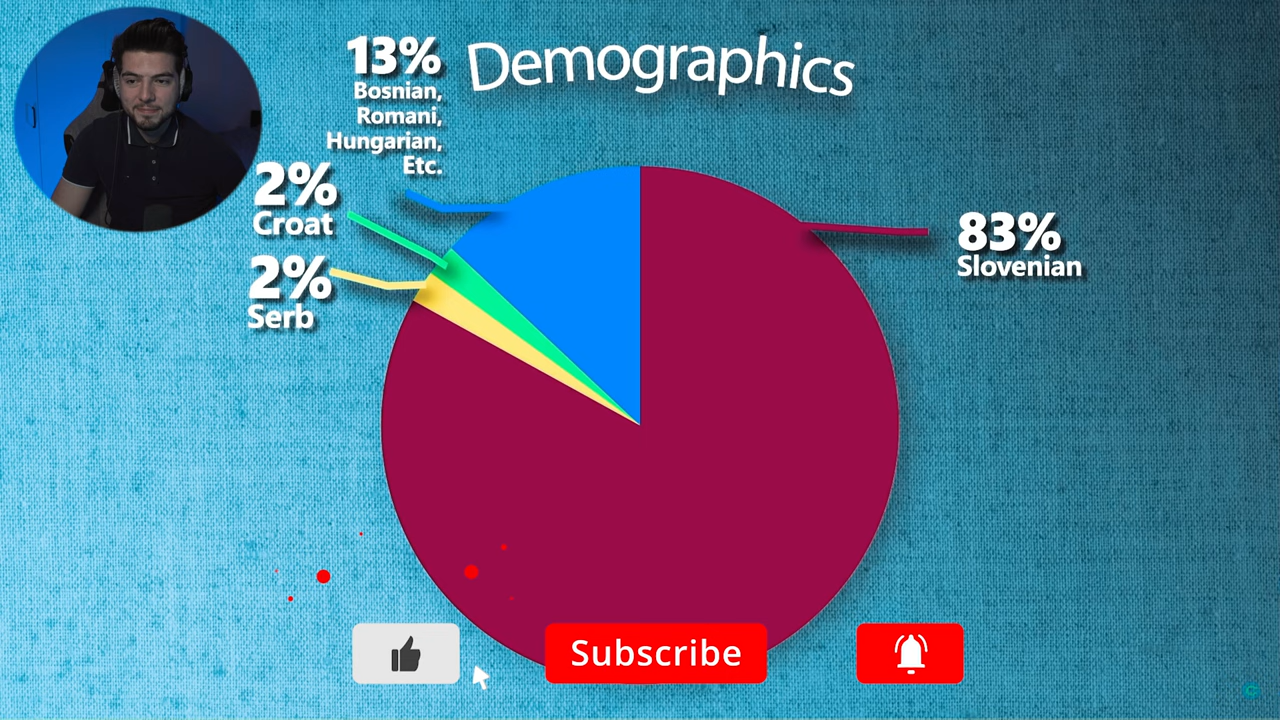 Demographics
13%
Bosnian,
Romani,
Hungarian,
Etc.
2%
Croat
2%
Serb
83%
Slovenian
Subscribe